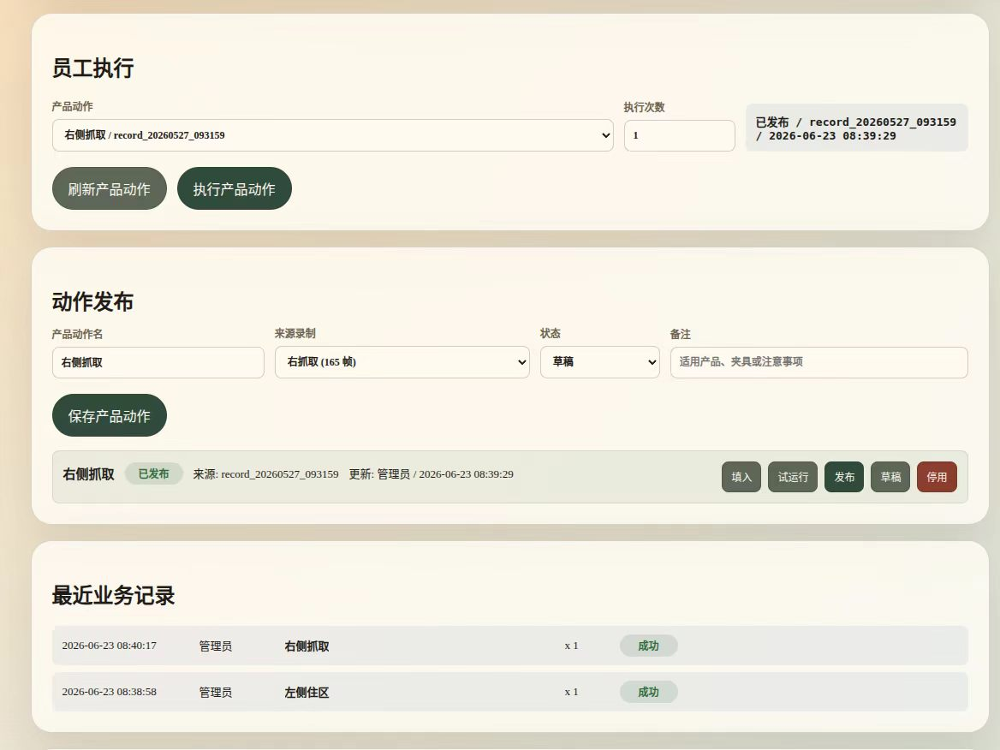 员工执行
产品动作
执行次数
右侧抓取 / record_20260527_093159
1
已发布 / record_20260527_093159
/ 2026-06-23 08:39:29
刷新产品动作
执行产品动作
动作发布
产品动作名
来源录制
状态
备注
右侧抓取
右抓取 (165 帧)
草稿
适用产品、夹具或注意事项
保存产品动作
右侧抓取 已发布 来源: record_20260527_093159 更新: 管理员 / 2026-06-23 08:39:29 填入 试运行 发布 草稿 停用
最近业务记录
2026-06-23 08:40:17 管理员 右侧抓取 x 1 成功
2026-06-23 08:38:58 管理员 左侧住区 x 1 成功